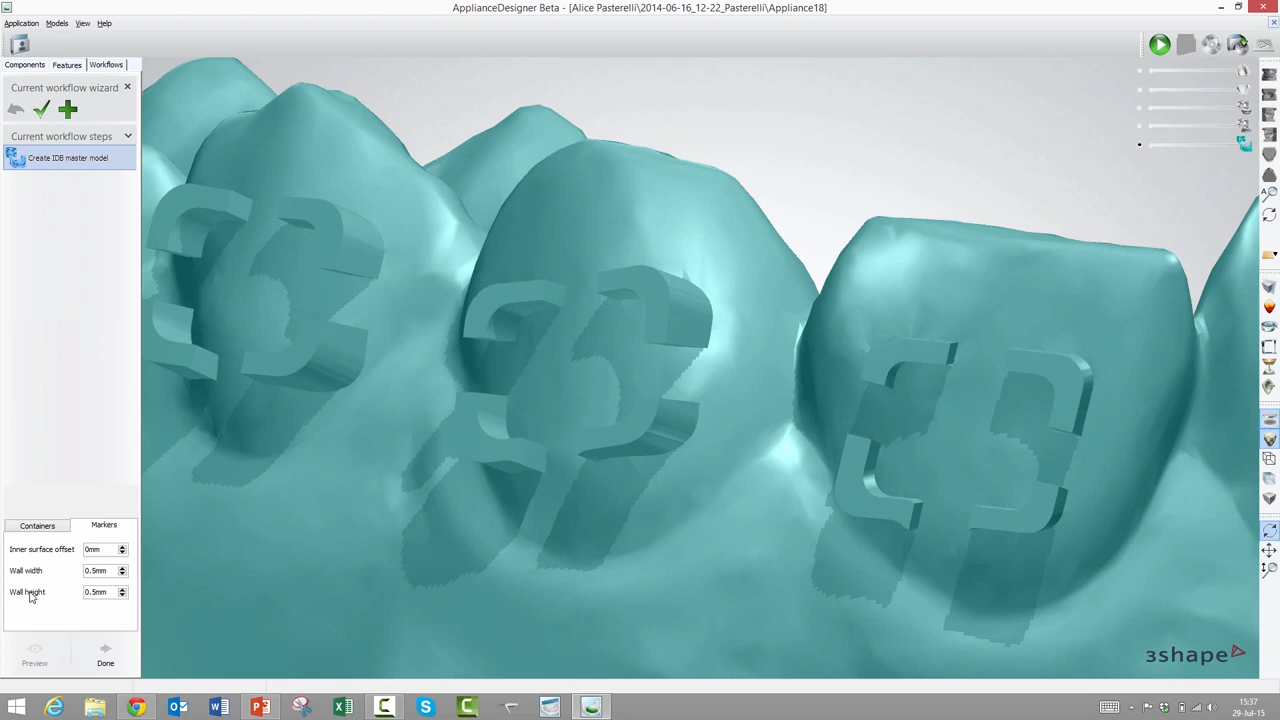 ApplianceDesigner Beta - [Alice Pasterelli\2014-06-16_12-22_Pasterelli\Appliance18]
Application Models View Help
Components Features Workflows
Current workflow wizard
Current workflow steps
Create IDB master model
Containers Markers
Inner surface offset 0mm
Wall width 0.5mm
Wall height 0.5mm
Preview Done
3shape
15:37
29-Jul-15